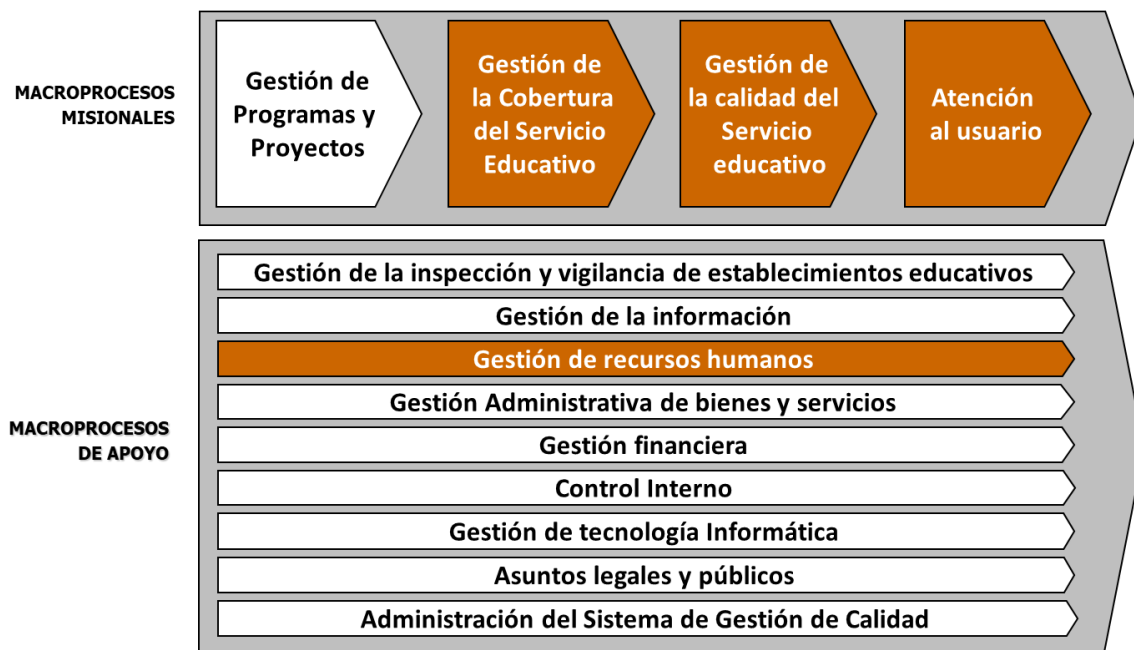 MACROPROCESOS
MISIONALES
Gestión de
Programas y
Proyectos
Gestión de
la Cobertura
del Servicio
Educativo
Gestión de
la calidad del
Servicio
educativo
Atención
al usuario
MACROPROCESOS
DE APOYO
Gestión de la inspección y vigilancia de establecimientos educativos
Gestión de la información
Gestión de recursos humanos
Gestión Administrativa de bienes y servicios
Gestión financiera
Control Interno
Gestión de tecnología Informática
Asuntos legales y públicos
Administración del Sistema de Gestión de Calidad